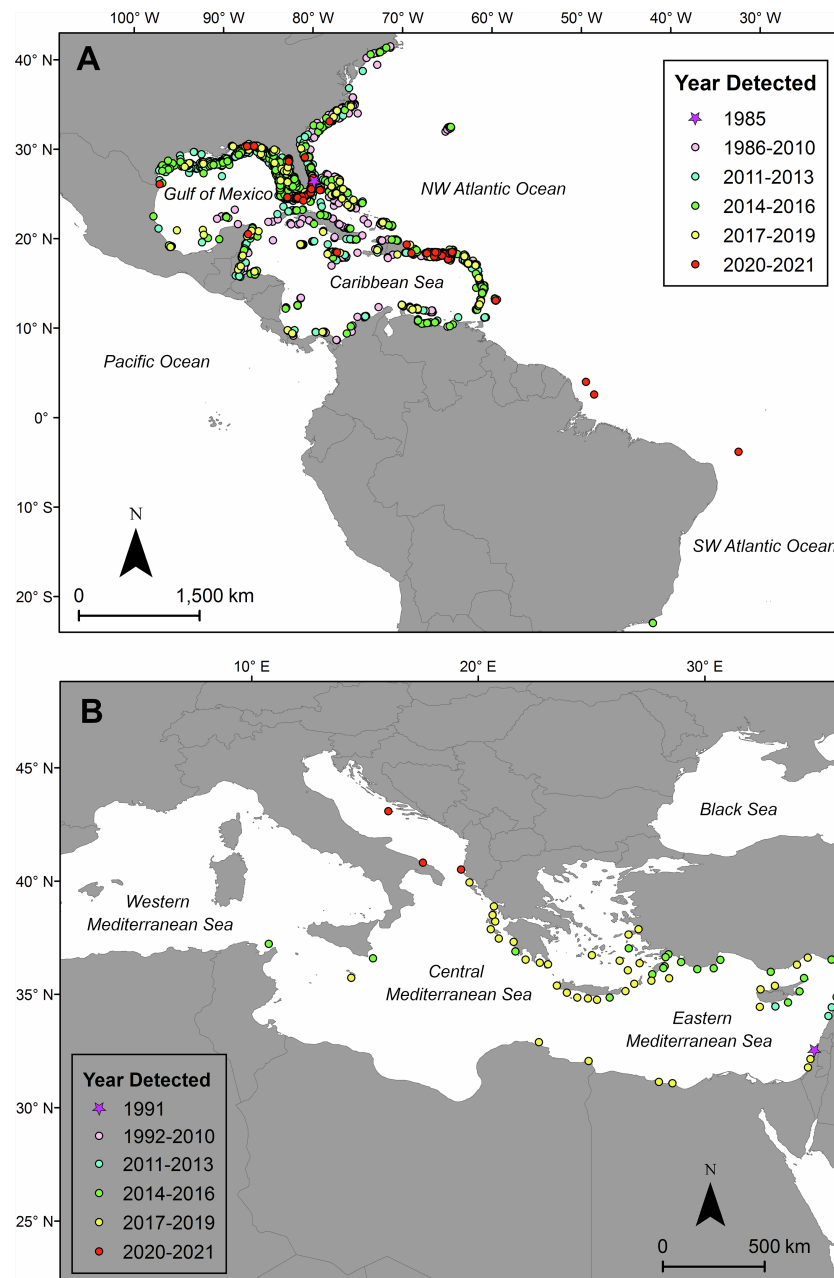 100° W 90° W 80° W 70° W 60° W 50° W 40° W 30° W
A
40° N
30° N
20° N
10° N
0°
10° S
20° S
Year Detected
1985
1986-2010
2011-2013
2014-2016
2017-2019
2020-2021
Gulf of Mexico
NW Atlantic Ocean
Caribbean Sea
Pacific Ocean
SW Atlantic Ocean
N
0 1,500 km
10° E 20° E 30° E
B
45° N
40° N
35° N
30° N
25° N
Black Sea
Western
Mediterranean Sea
Central
Mediterranean Sea
Eastern
Mediterranean Sea
Year Detected
1991
1992-2010
2011-2013
2014-2016
2017-2019
2020-2021
N
0 500 km